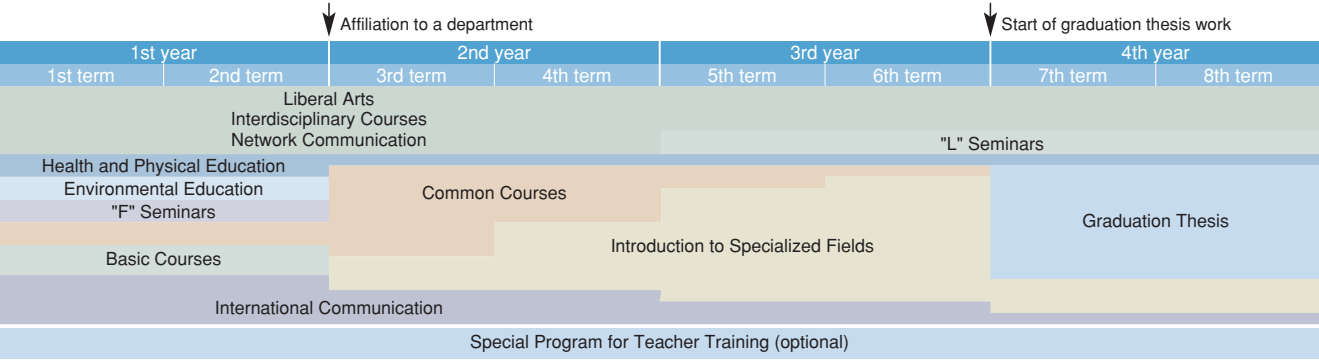 Affiliation to a department
Start of graduation thesis work
1st year
2nd year
3rd year
4th year
1st term
2nd term
3rd term
4th term
5th term
6th term
7th term
8th term
Liberal Arts
Interdisciplinary Courses
Network Communication
"L" Seminars
Health and Physical Education
Environmental Education
"F" Seminars
Common Courses
Graduation Thesis
Introduction to Specialized Fields
Basic Courses
International Communication
Special Program for Teacher Training (optional)